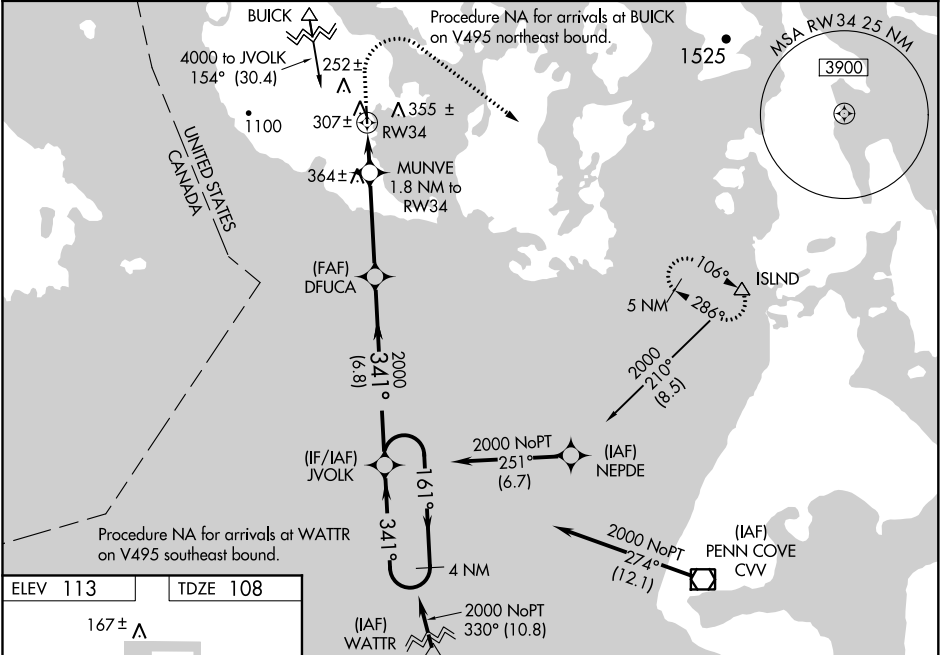 BUICK
Procedure NA for arrivals at BUICK
on V495 northeast bound.
4000 to JVOLK
154° (30.4)
252±
1525
MSA RW34 25 NM
3900
1100
307±
355 ±
RW34
UNITED STATES
CANADA
364±
MUNVE
1.8 NM to
RW34
(FAF)
DFUCA
106°
ISLND
5 NM
286°
2000
210°
(8.5)
2000
341°
(6.8)
(IF/IAF)
JVOLK
2000 NoPT
251°
(6.7)
(IAF)
NEPDE
161°
341°
4 NM
Procedure NA for arrivals at WATTR
on V495 southeast bound.
2000 NoPT
274°
(12.1)
(IAF)
PENN COVE
CVV
ELEV 113
TDZE 108
167±
2000 NoPT
330° (10.8)
(IAF)
WATTR